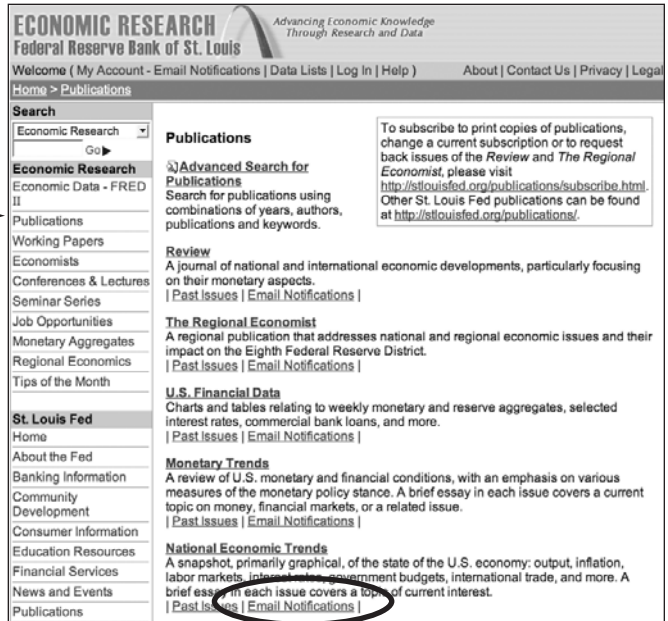 ECONOMIC RESEARCH
Federal Reserve Bank of St. Louis
Advancing Economic Knowledge
Through Research and Data
Welcome ( My Account - Email Notifications | Data Lists | Log In | Help )
About | Contact Us | Privacy | Legal
Home > Publications
Search
Economic Research
Go
Economic Research
Economic Data - FRED
II
Publications
Working Papers
Economists
Conferences & Lectures
Seminar Series
Job Opportunities
Monetary Aggregates
Regional Economics
Tips of the Month
St. Louis Fed
Home
About the Fed
Banking Information
Community
Development
Consumer Information
Education Resources
Financial Services
News and Events
Publications
Publications
Advanced Search for
Publications
Search for publications using
combinations of years, authors,
publications and keywords.
To subscribe to print copies of publications,
change a current subscription or to request
back issues of the Review and The Regional
Economist, please visit
http://stlouisfed.org/publications/subscribe.html.
Other St. Louis Fed publications can be found
at http://stlouisfed.org/publications/.
Review
A journal of national and international economic developments, particularly focusing
on their monetary aspects.
| Past Issues | Email Notifications |
The Regional Economist
A regional publication that addresses national and regional economic issues and their
impact on the Eighth Federal Reserve District.
| Past Issues | Email Notifications |
U.S. Financial Data
Charts and tables relating to weekly monetary and reserve aggregates, selected
interest rates, commercial bank loans, and more.
| Past Issues | Email Notifications |
Monetary Trends
A review of U.S. monetary and financial conditions, with an emphasis on various
measures of the monetary policy stance. A brief essay in each issue covers a current
topic on money, financial markets, or a related issue.
| Past Issues | Email Notifications |
National Economic Trends
A snapshot, primarily graphical, of the state of the U.S. economy: output, inflation,
labor markets, interest rates, government budgets, international trade, and more. A
brief essay in each issue covers a topic of current interest.
| Past Issues | Email Notifications |